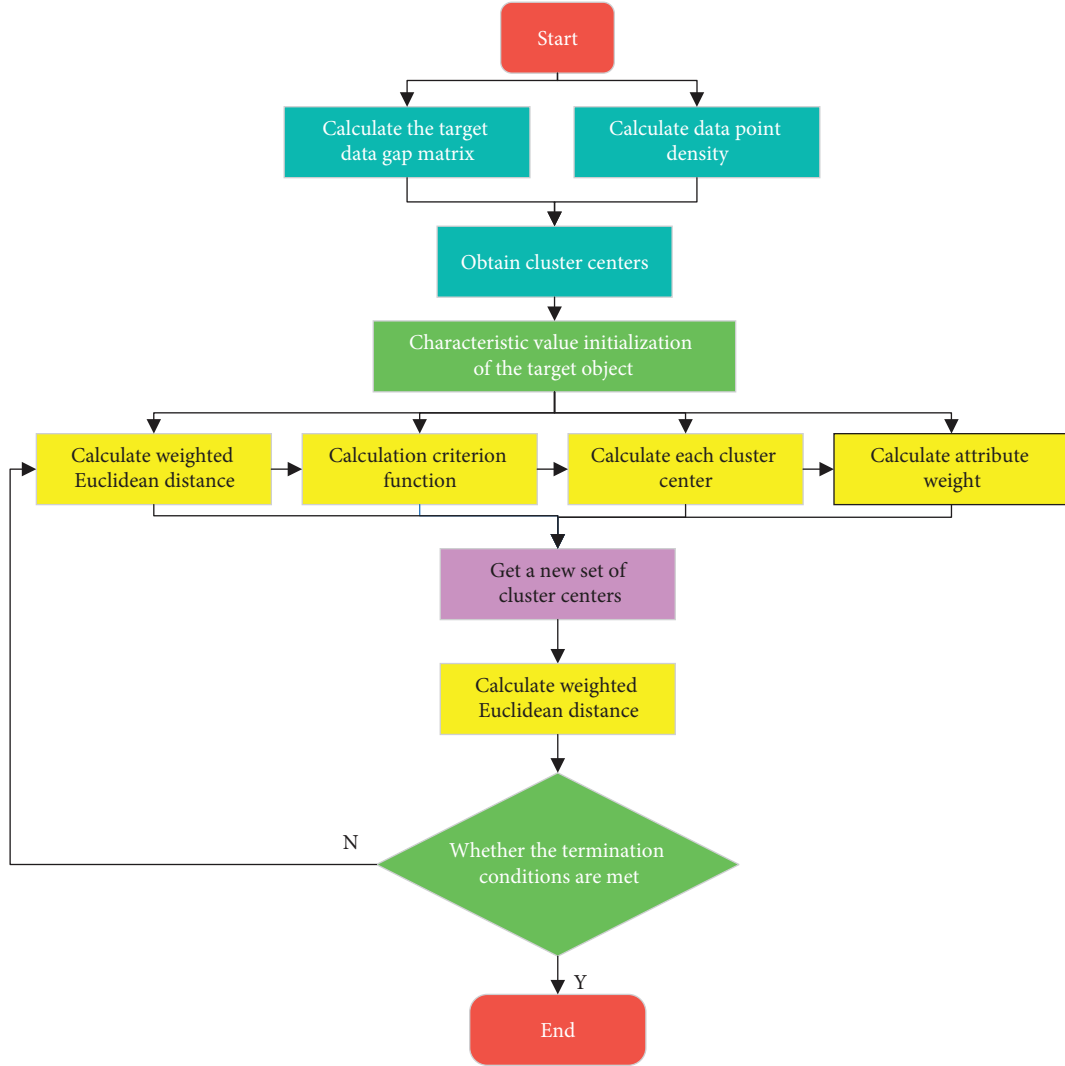 Start
Calculate the target
data gap matrix
Calculate data point
density
Obtain cluster centers
Characteristic value initialization
of the target object
Calculate weighted
Euclidean distance
Calculation criterion
function
Calculate each cluster
center
Calculate attribute
weight
Get a new set of
cluster centers
Calculate weighted
Euclidean distance
N
Whether the termination
conditions are met
Y
End